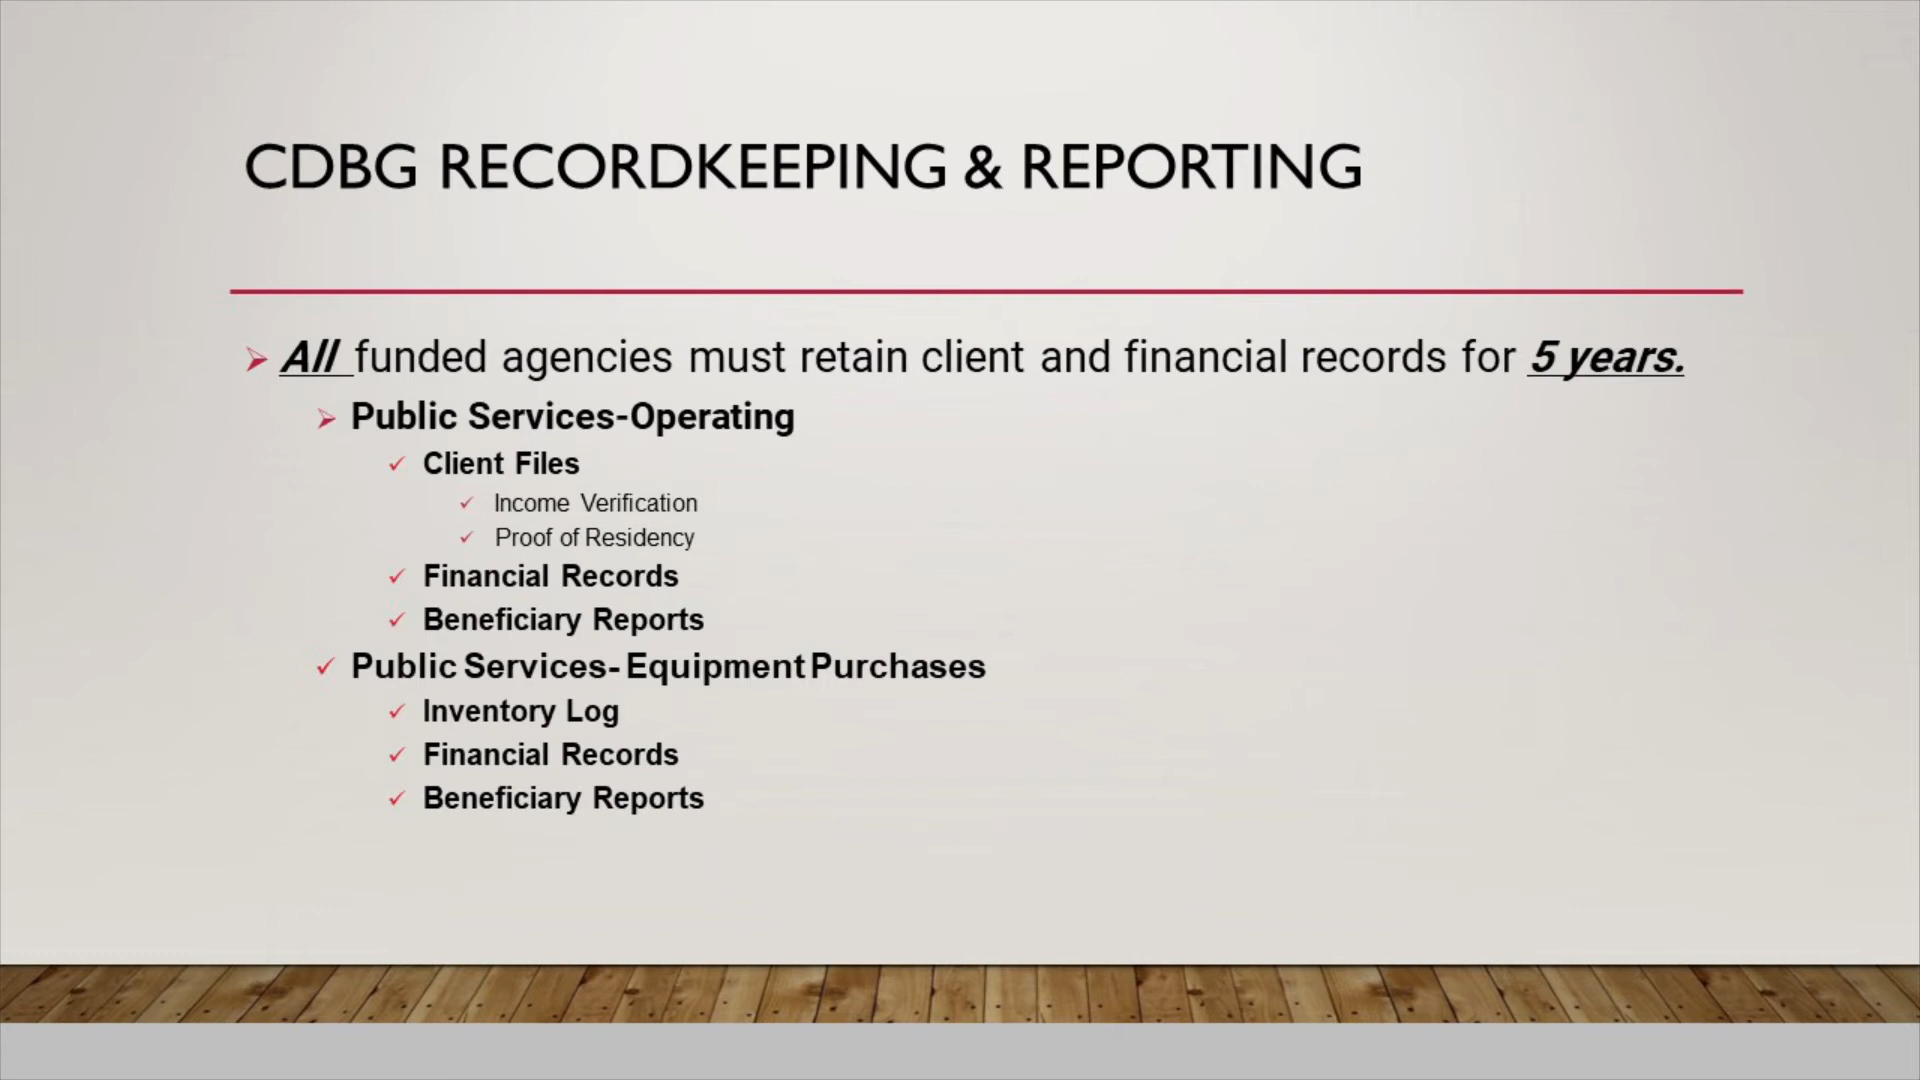 CDBG RECORDKEEPING & REPORTING
All funded agencies must retain client and financial records for 5 years.
Public Services-Operating
Client Files
Income Verification
Proof of Residency
Financial Records
Beneficiary Reports
Public Services- Equipment Purchases
Inventory Log
Financial Records
Beneficiary Reports